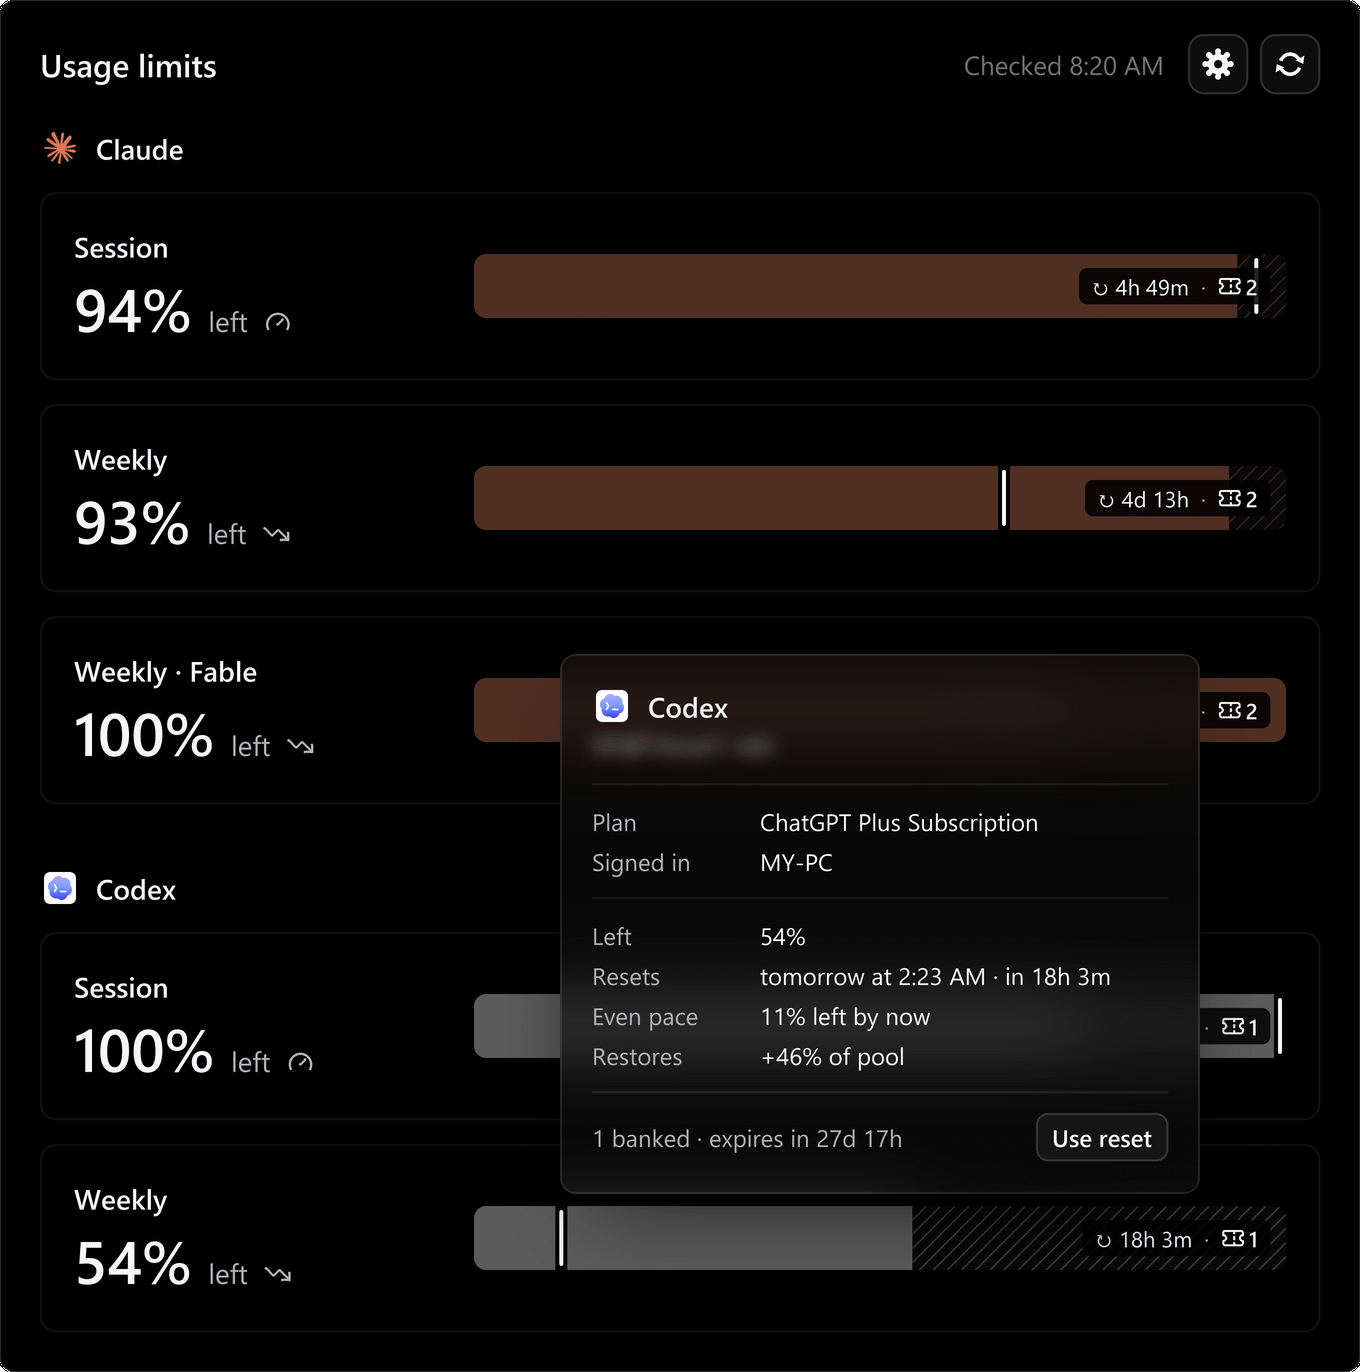 Usage limits
Checked 8:20 AM
Claude
Session
94% left
↻ 4h 49m · 2
Weekly
93% left
↻ 4d 13h · 2
Weekly · Fable
100% left
· 2
Codex
Plan ChatGPT Plus Subscription
Signed in MY-PC
Left 54%
Resets tomorrow at 2:23 AM · in 18h 3m
Even pace 11% left by now
Restores +46% of pool
1 banked · expires in 27d 17h
Use reset
Codex
Session
100% left
· 1
Weekly
54% left
↻ 18h 3m · 1